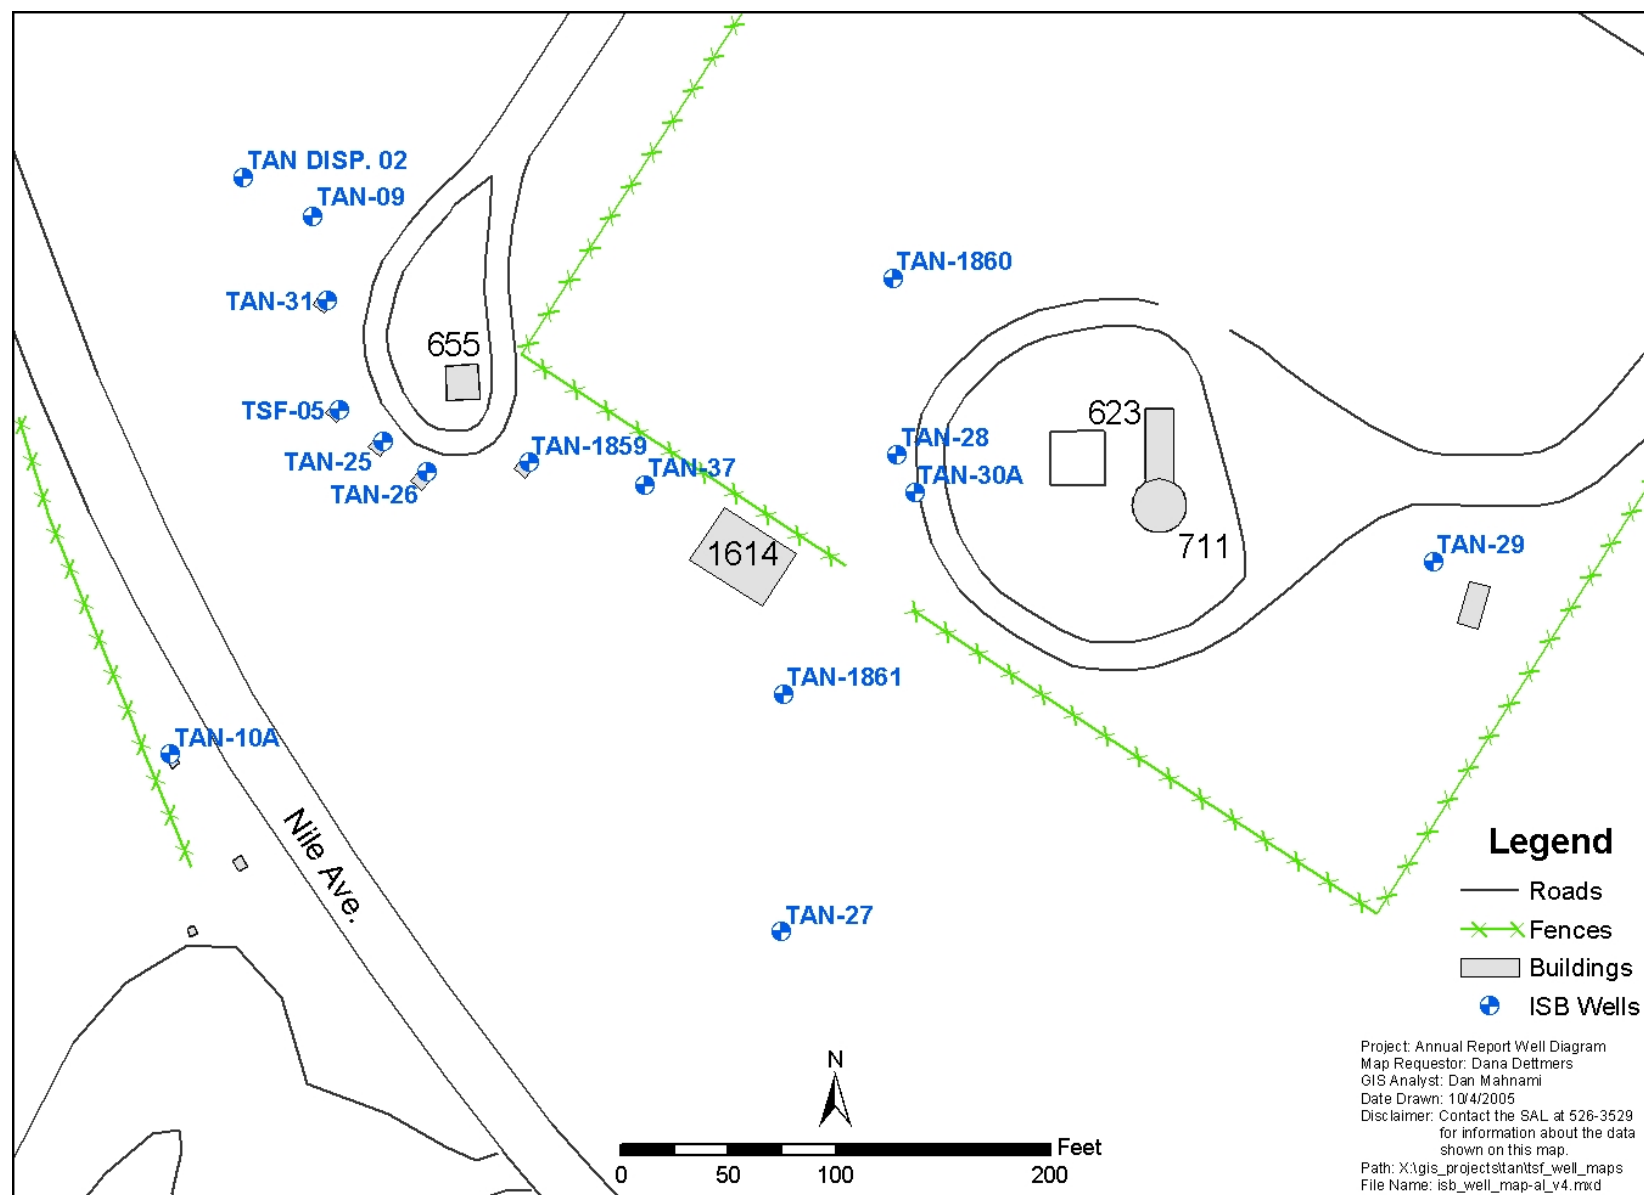 TAN DISP. 02
TAN-09
TAN-1860
TAN-31
655
TSF-05
623
TAN-28
TAN-1859
TAN-25
TAN-37
TAN-30A
TAN-26
1614
711
TAN-29
TAN-1861
TAN-10A
Nile Ave.
TAN-27
Legend
Roads
Fences
Buildings
ISB Wells
N
Feet
0 50 100 200
Project: Annual Report Well Diagram
Map Requestor: Dana Dettmers
GIS Analyst: Dan Mahnami
Date Drawn: 10/4/2005
Disclaimer: Contact the SAL at 526-3529
for information about the data
shown on this map.
Path: X:\gis_projects\tan\tsf_well_maps
File Name: isb_well_map-al_v4.mxd